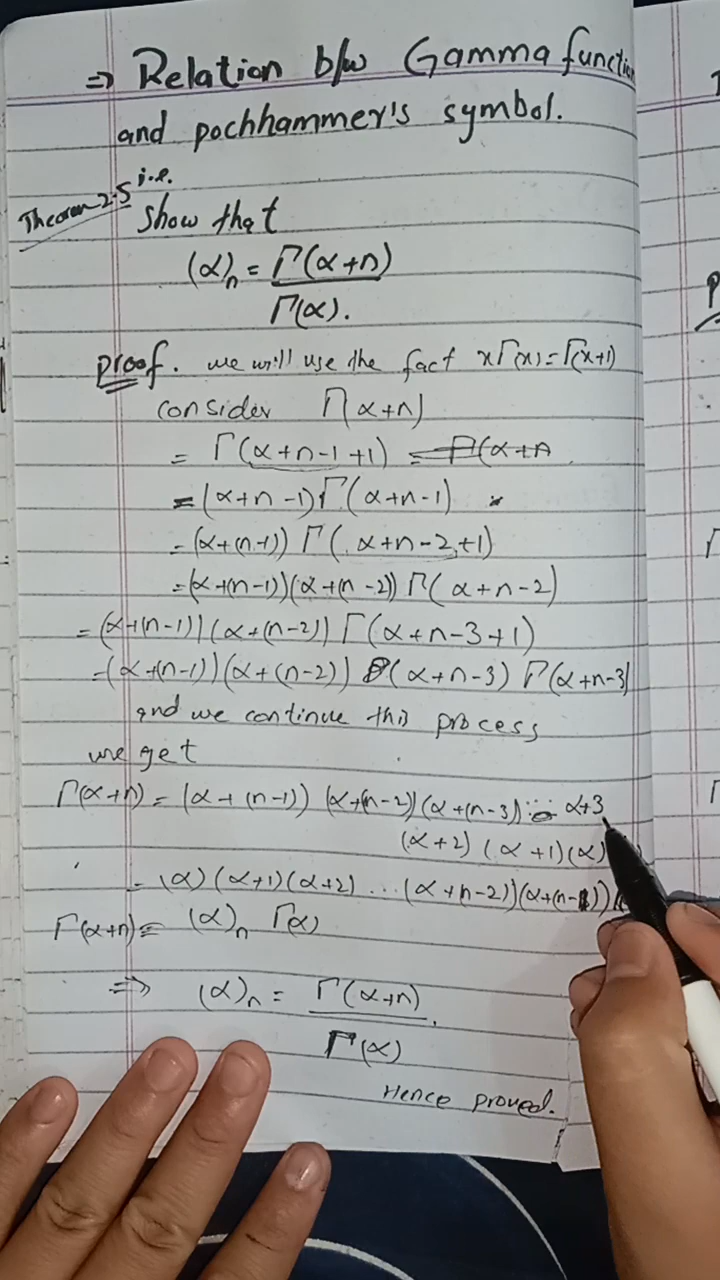 ⇒ Relation b/w Gamma function
and pochhammer's symbol.
Theorem 2.5 i.e.
show that
(α)ₙ = Γ(α+n)
Γ(α).
Proof. we will use the fact xΓ(x) = Γ(x+1)
consider Γ(α+n)
= Γ(α+n-1+1) = Γ(α+n
= (α+n-1)Γ(α+n-1)
= (α+(n-1)) Γ(α+n-2+1)
= (α+(n-1))(α+(n-2)) Γ(α+n-2)
= (α+(n-1))(α+(n-2)) Γ(α+n-3+1)
= (α+(n-1))(α+(n-2)) (α+n-3) Γ(α+n-3)
and we continue this process
we get
Γ(α+n) = (α+(n-1)) (α+(n-2)) (α+(n-3)) ... α+3
(α+2) (α+1)(α)
= (α)(α+1)(α+2) ... (α+n-2))(α+(n-1))
Γ(α+n) = (α)ₙ Γ(α)
⇒ (α)ₙ = Γ(α+n)
Γ(α)
Hence proved.